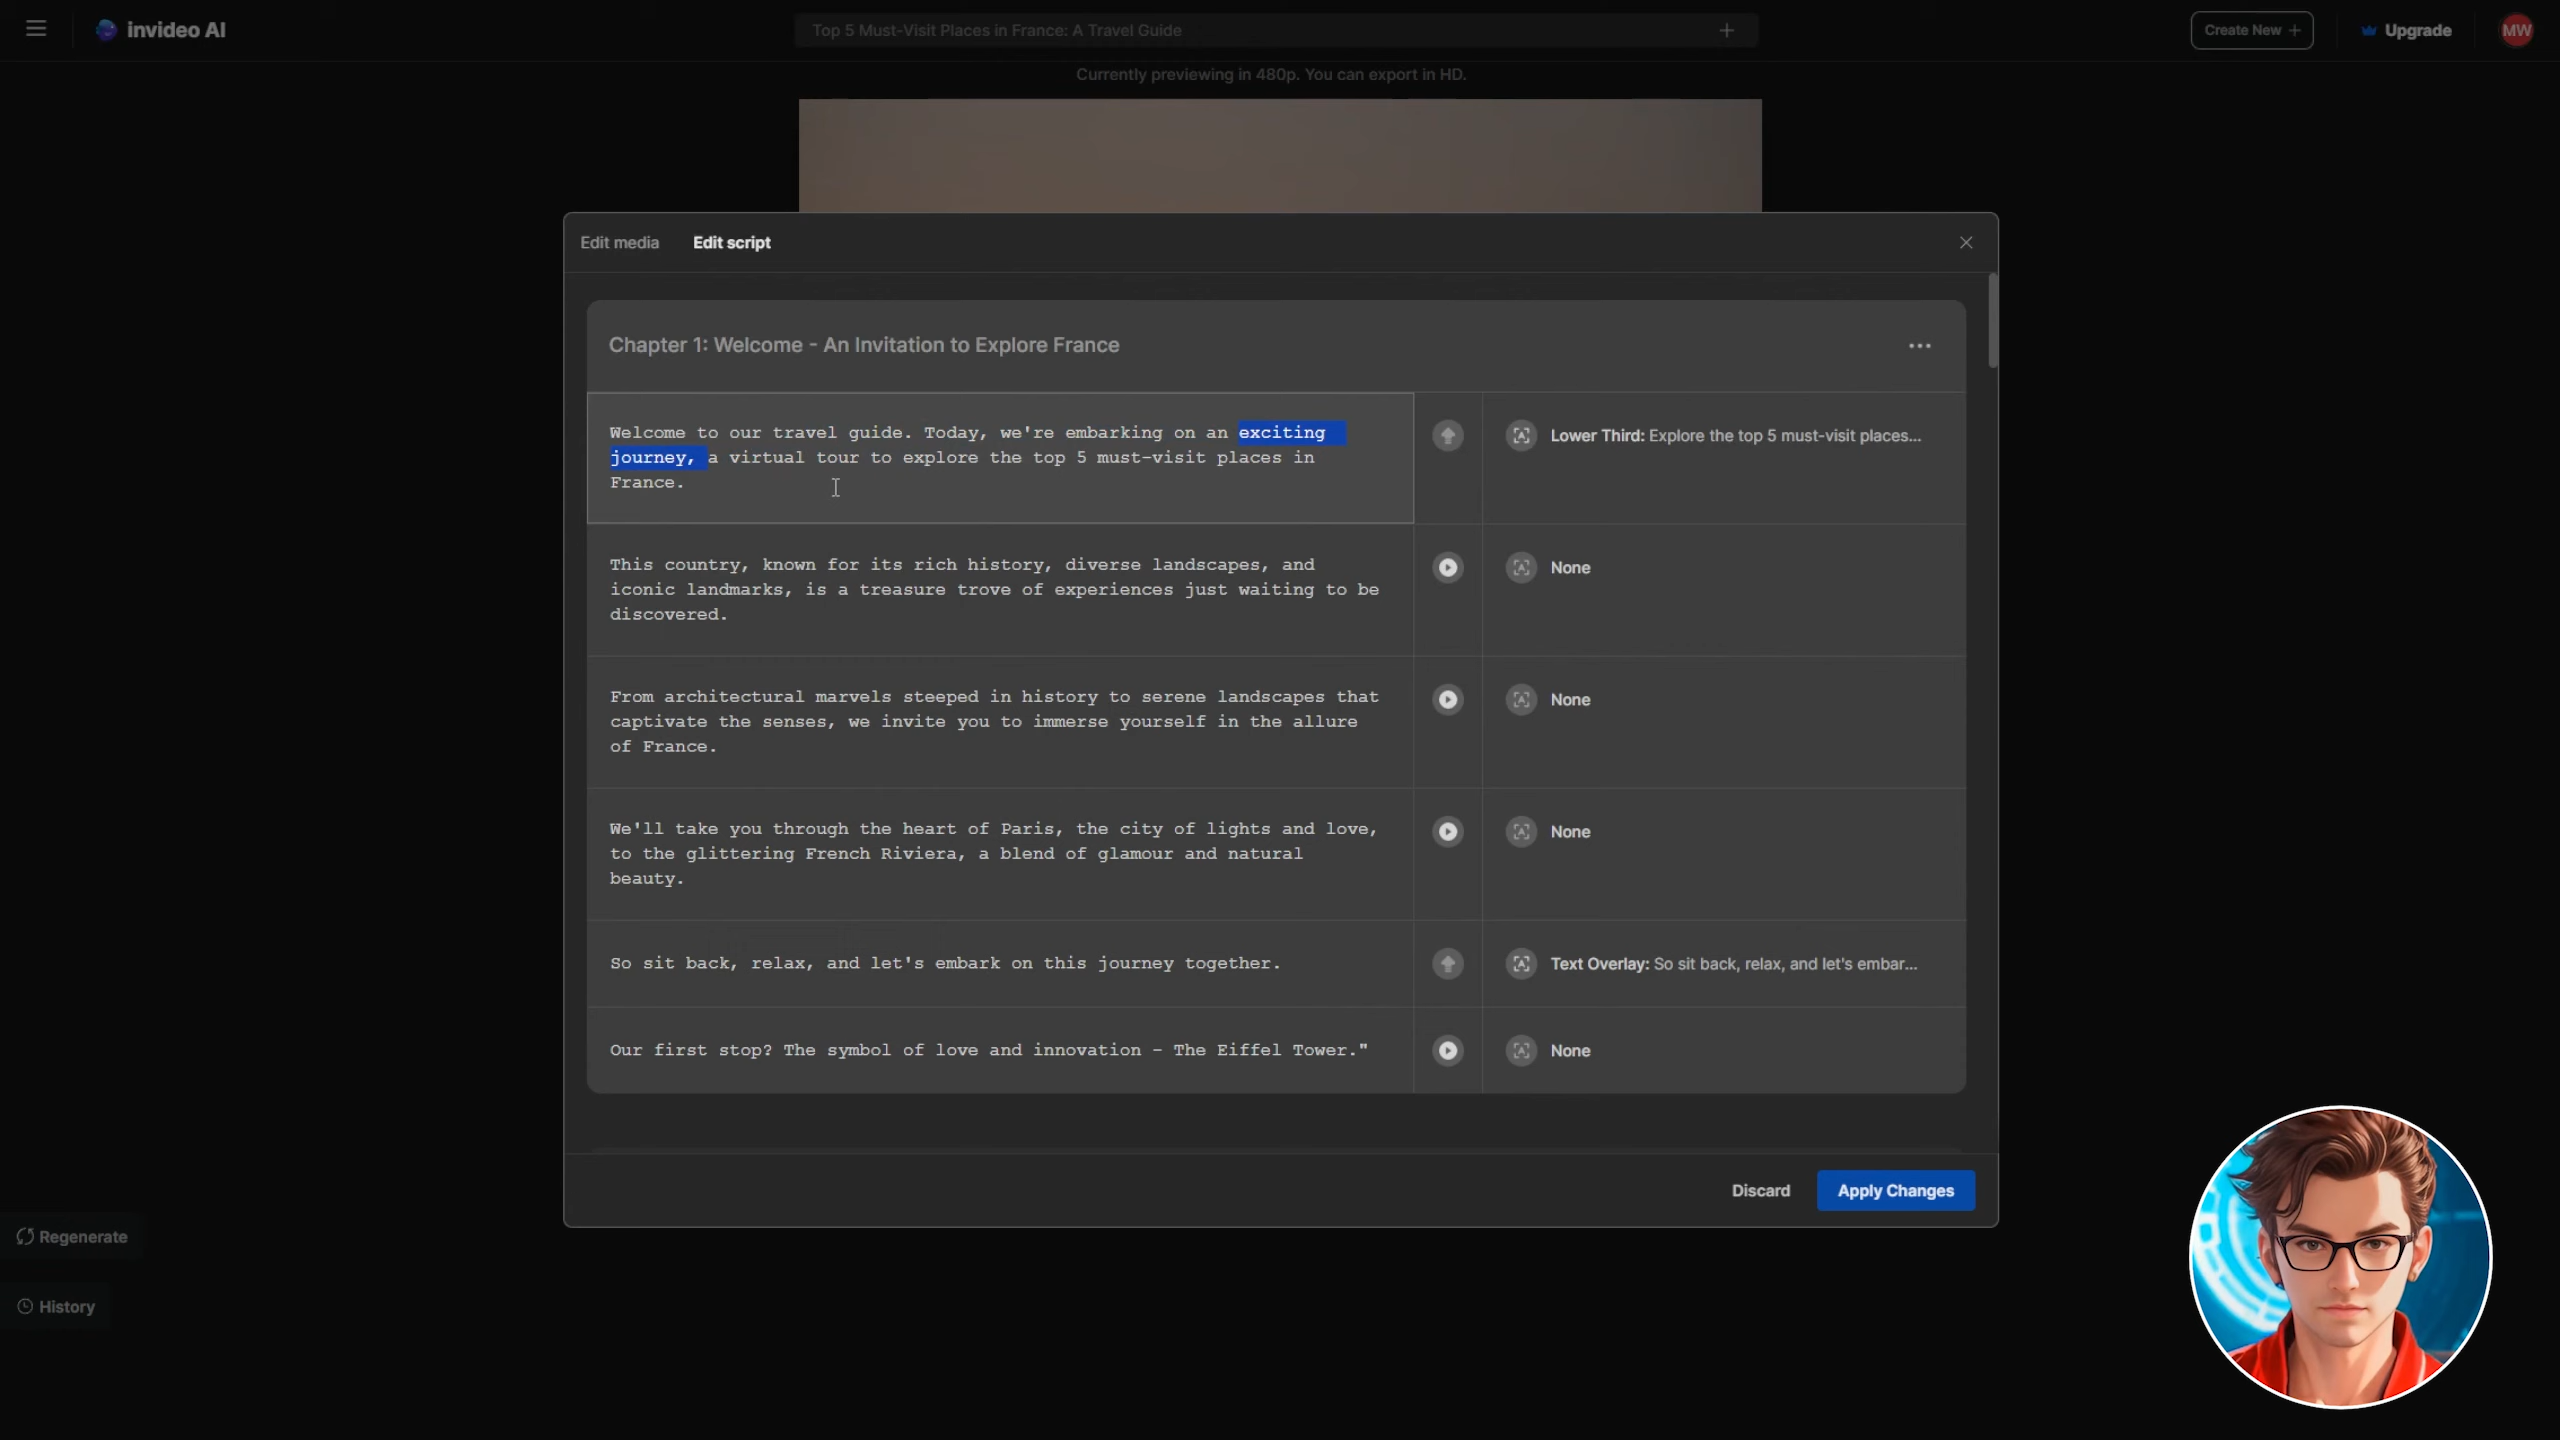 invideo AI
Top 5 Must-Visit Places in France: A Travel Guide
Create New +
Upgrade
MW
Currently previewing in 480p. You can export in HD.
Edit media
Edit script
Chapter 1: Welcome - An Invitation to Explore France
Welcome to our travel guide. Today, we're embarking on an exciting
journey, a virtual tour to explore the top 5 must-visit places in
France.
Lower Third: Explore the top 5 must-visit places...
This country, known for its rich history, diverse landscapes, and
iconic landmarks, is a treasure trove of experiences just waiting to be
discovered.
None
From architectural marvels steeped in history to serene landscapes that
captivate the senses, we invite you to immerse yourself in the allure
of France.
None
We'll take you through the heart of Paris, the city of lights and love,
to the glittering French Riviera, a blend of glamour and natural
beauty.
None
So sit back, relax, and let's embark on this journey together.
Text Overlay: So sit back, relax, and let's embar...
Our first stop? The symbol of love and innovation - The Eiffel Tower."
None
Discard
Apply Changes
Regenerate
History